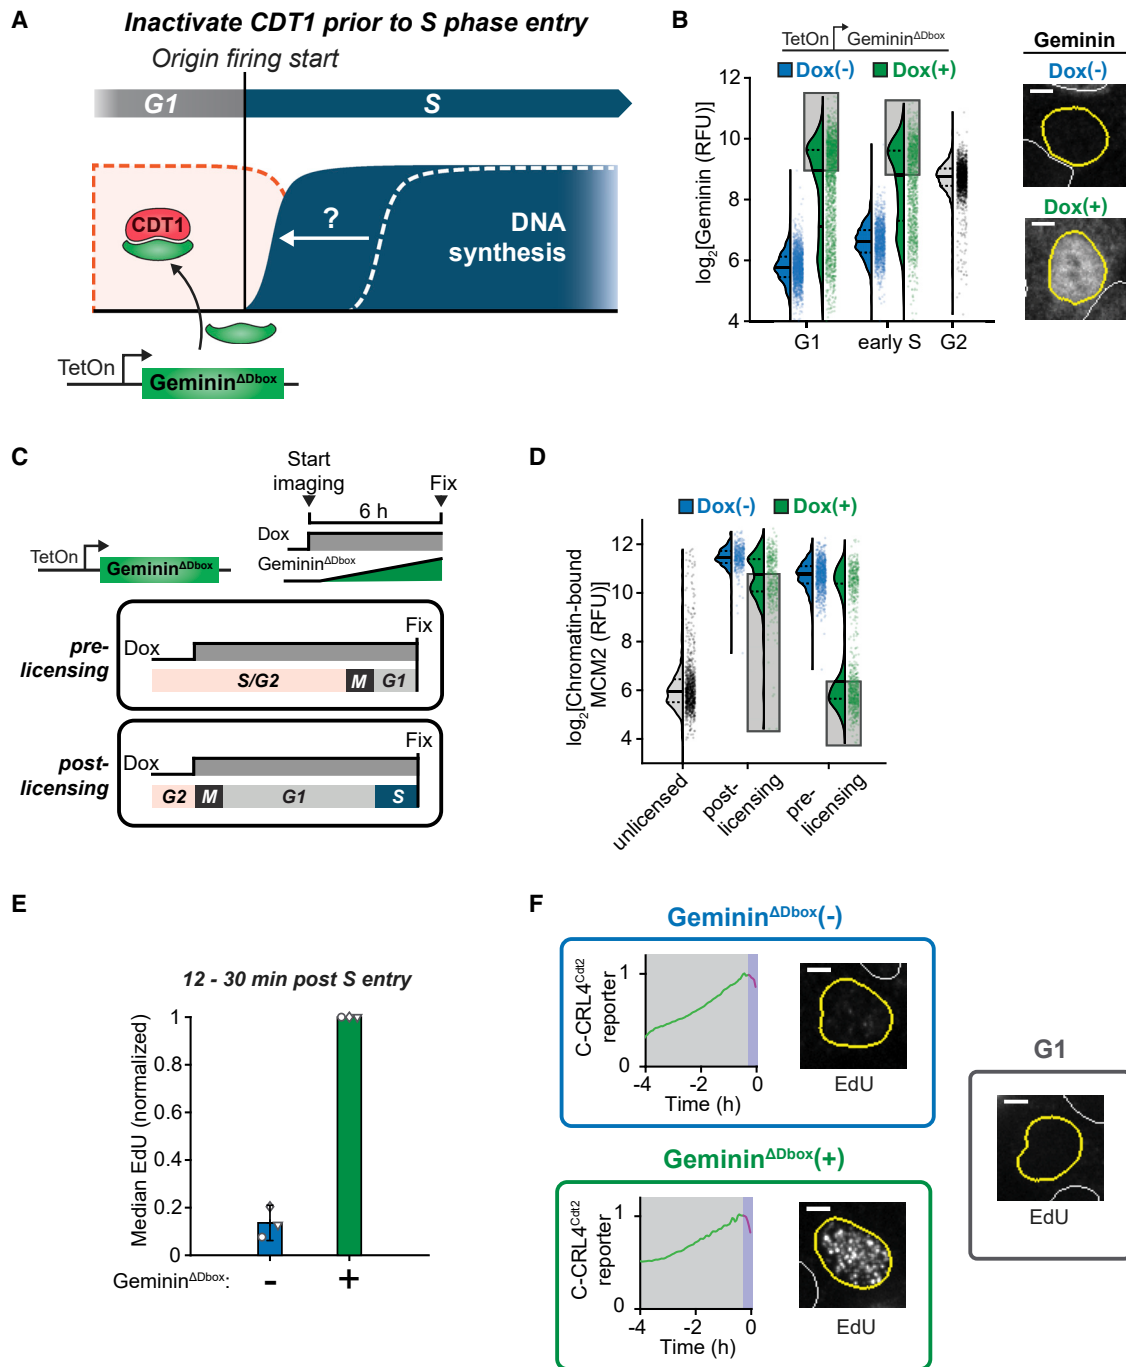 A
Inactivate CDT1 prior to S phase entry
Origin firing start
G1
S
CDT1
?
DNA
synthesis
TetOn
Geminin^ΔDbox
B
TetOn
Geminin^ΔDbox
Dox(-)
Dox(+)
log₂[Geminin (RFU)]
12
10
8
6
4
G1
early S
G2
Geminin
Dox(-)
Dox(+)
C
Start
imaging
Fix
6 h
Dox
Geminin^ΔDbox
TetOn
Geminin^ΔDbox
pre-
licensing
Dox
Fix
S/G2
M
G1
post-
licensing
Dox
Fix
G2
M
G1
S
D
Dox(-)
Dox(+)
log₂[Chromatin-bound
MCM2 (RFU)]
12
10
8
6
4
unlicensed
post-
licensing
pre-
licensing
E
12 - 30 min post S entry
Median EdU (normalized)
1
0.8
0.6
0.4
0.2
0
Geminin^ΔDbox:
-
+
F
Geminin^ΔDbox(-)
C-CRL4^Cdt2
reporter
1
0
-4
-2
0
Time (h)
EdU
Geminin^ΔDbox(+)
C-CRL4^Cdt2
reporter
1
0
-4
-2
0
Time (h)
EdU
G1
EdU